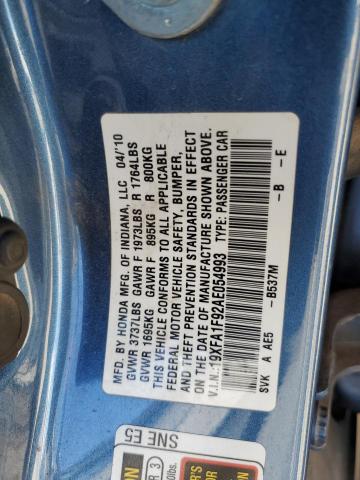 MFD. BY HONDA MFG. OF INDIANA, LLC 04/'10
GVWR 3737LBS GAWR F 1973LBS R 1764LBS
GVWR 1695KG GAWR F 895KG R 800KG
THIS VEHICLE CONFORMS TO ALL APPLICABLE
FEDERAL MOTOR VEHICLE SAFETY, BUMPER,
AND THEFT PREVENTION STANDARDS IN EFFECT
ON THE DATE OF MANUFACTURE SHOWN ABOVE.
V.I.N.:19XFA1F92AE054993 TYPE: PASSENGER CAR
-B537M -B -E
SVK A AE5
SNE E5